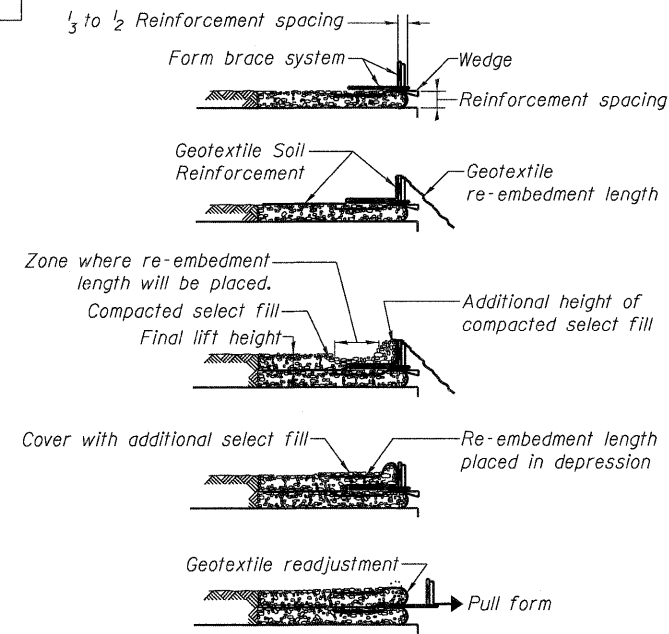 1/3 to 1/2 Reinforcement spacing
Form brace system
Wedge
Reinforcement spacing
Geotextile Soil
Reinforcement
Geotextile
re-embedment length
Zone where re-embedment
length will be placed.
Compacted select fill
Final lift height
Additional height of
compacted select fill
Cover with additional select fill
Re-embedment length
placed in depression
Geotextile readjustment
Pull form